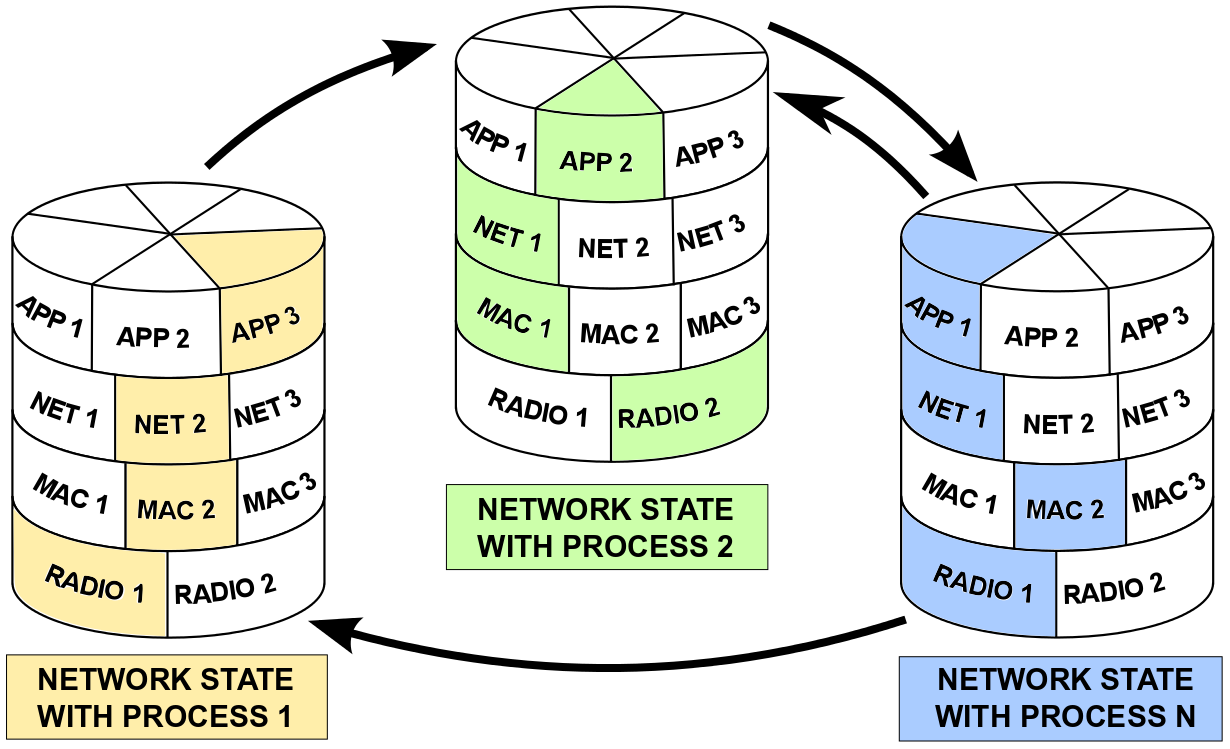 APP 1
APP 2
APP 3
NET 1
NET 2
NET 3
MAC 1
MAC 2
MAC 3
RADIO 1
RADIO 2
NETWORK STATE
WITH PROCESS 1
APP 1
APP 2
APP 3
NET 1
NET 2
NET 3
MAC 1
MAC 2
MAC 3
RADIO 1
RADIO 2
NETWORK STATE
WITH PROCESS 2
APP 1
APP 2
APP 3
NET 1
NET 2
NET 3
MAC 1
MAC 2
MAC 3
RADIO 1
RADIO 2
NETWORK STATE
WITH PROCESS N